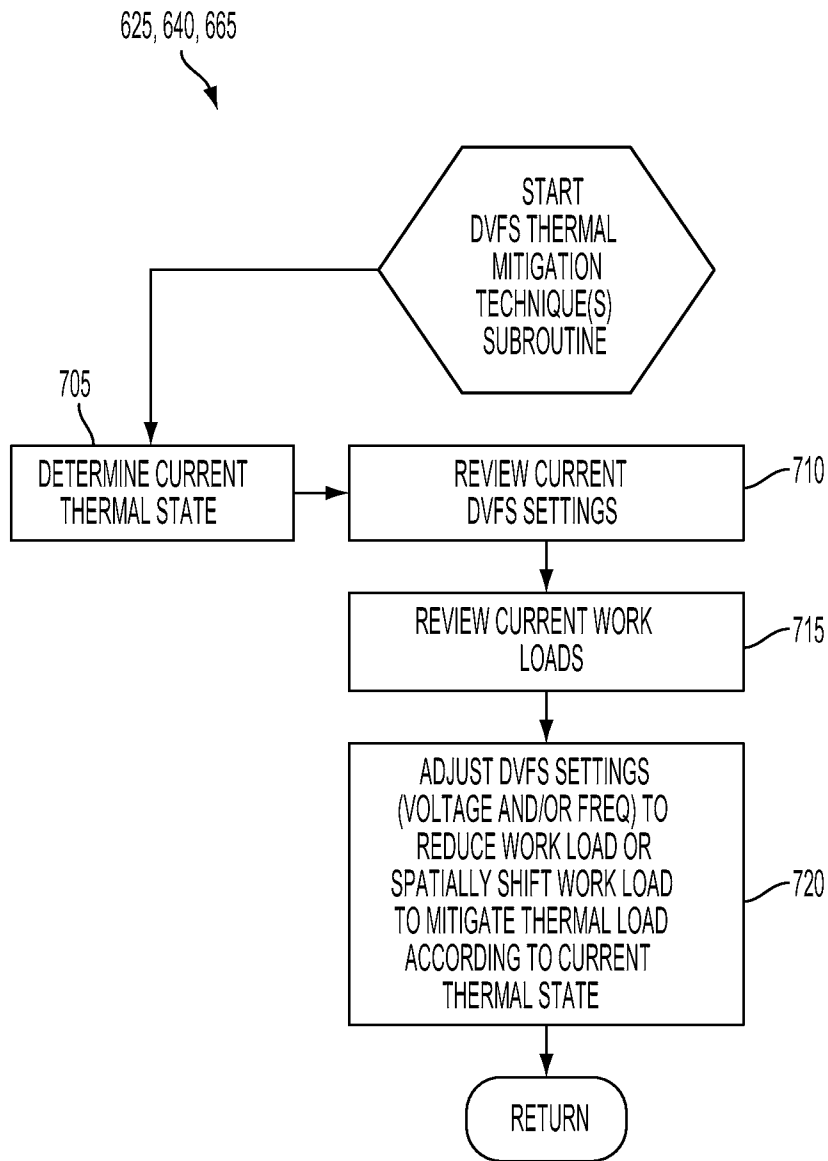 625, 640, 665
START
DVFS THERMAL
MITIGATION
TECHNIQUE(S)
SUBROUTINE
705
DETERMINE CURRENT
THERMAL STATE
REVIEW CURRENT
DVFS SETTINGS
710
REVIEW CURRENT WORK
LOADS
715
ADJUST DVFS SETTINGS
(VOLTAGE AND/OR FREQ) TO
REDUCE WORK LOAD OR
SPATIALLY SHIFT WORK LOAD
TO MITIGATE THERMAL LOAD
ACCORDING TO CURRENT
THERMAL STATE
720
RETURN